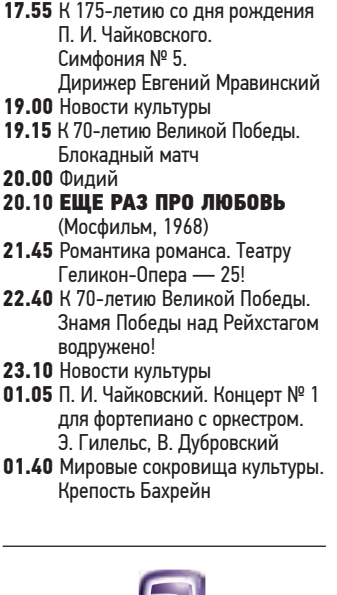 17.55 К 175-летию со дня рождения
П. И. Чайковского.
Симфония № 5.
Дирижер Евгений Мравинский
19.00 Новости культуры
19.15 К 70-летию Великой Победы.
Блокадный матч
20.00 Фидий
20.10 ЕЩЕ РАЗ ПРО ЛЮБОВЬ
(Мосфильм, 1968)
21.45 Романтика романса. Театру
Геликон-Опера — 25!
22.40 К 70-летию Великой Победы.
Знамя Победы над Рейхстагом
водружено!
23.10 Новости культуры
01.05 П. И. Чайковский. Концерт № 1
для фортепиано с оркестром.
Э. Гилельс, В. Дубровский
01.40 Мировые сокровища культуры.
Крепость Бахрейн